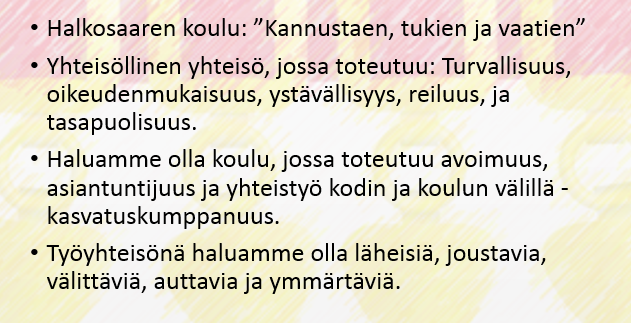 • Halkosaaren koulu: ”Kannustaen, tukien ja vaatien”
• Yhteisöllinen yhteisö, jossa toteutuu: Turvallisuus,
oikeudenmukaisuus, ystävällisyys, reiluus, ja
tasapuolisuus.
• Haluamme olla koulu, jossa toteutuu avoimuus,
asiantuntijuus ja yhteistyö kodin ja koulun välillä -
kasvatuskumppanuus.
• Työyhteisönä haluamme olla läheisiä, joustavia,
välittäviä, auttavia ja ymmärtäviä.